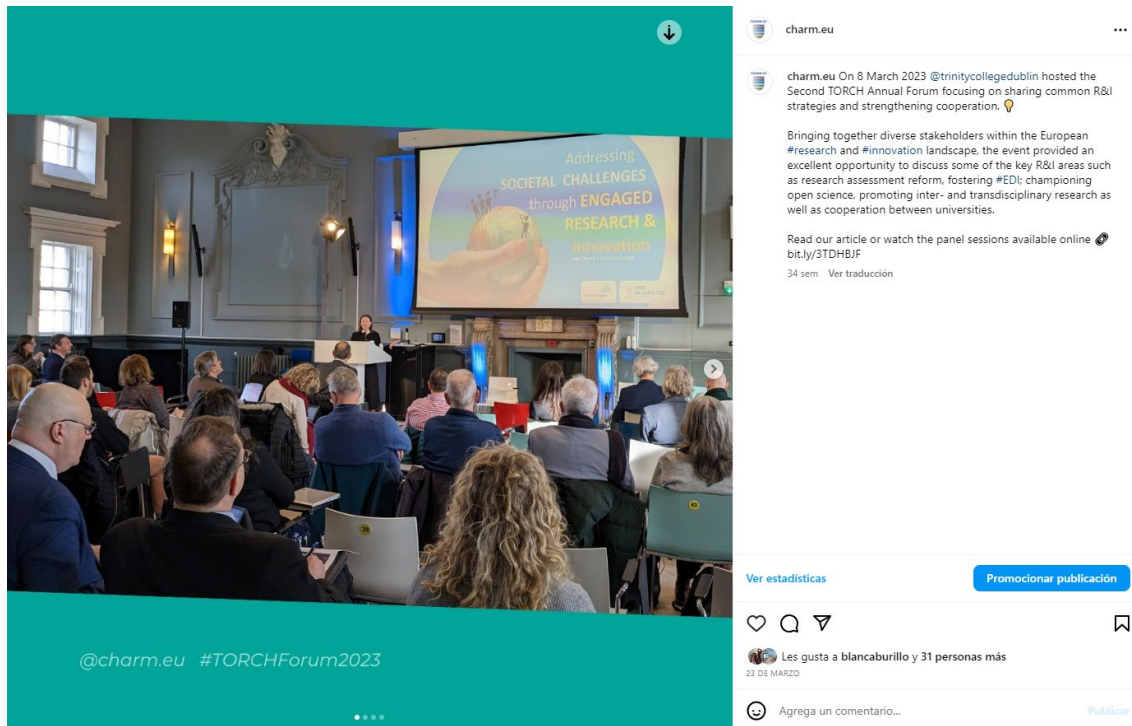 Addressing
SOCIETAL CHALLENGES
through ENGAGED
RESEARCH &
Innovation
@charm.eu #TORCHForum2023
charm.eu
charm.eu On 8 March 2023 @trinitycollegedublin hosted the
Second TORCH Annual Forum focusing on sharing common R&I
strategies and strengthening cooperation. 💡
Bringing together diverse stakeholders within the European
#research and #innovation landscape, the event provided an
excellent opportunity to discuss some of the key R&I areas such
as research assessment reform, fostering #EDI; championing
open science, promoting inter- and transdisciplinary research as
well as cooperation between universities.
Read our article or watch the panel sessions available online 🔗
bit.ly/3TDHBJF
34 sem Ver traducción
Ver estadísticas
Promocionar publicación
Les gusta a blancaburillo y 31 personas más
23 DE MARZO
Agrega un comentario...
Publicar